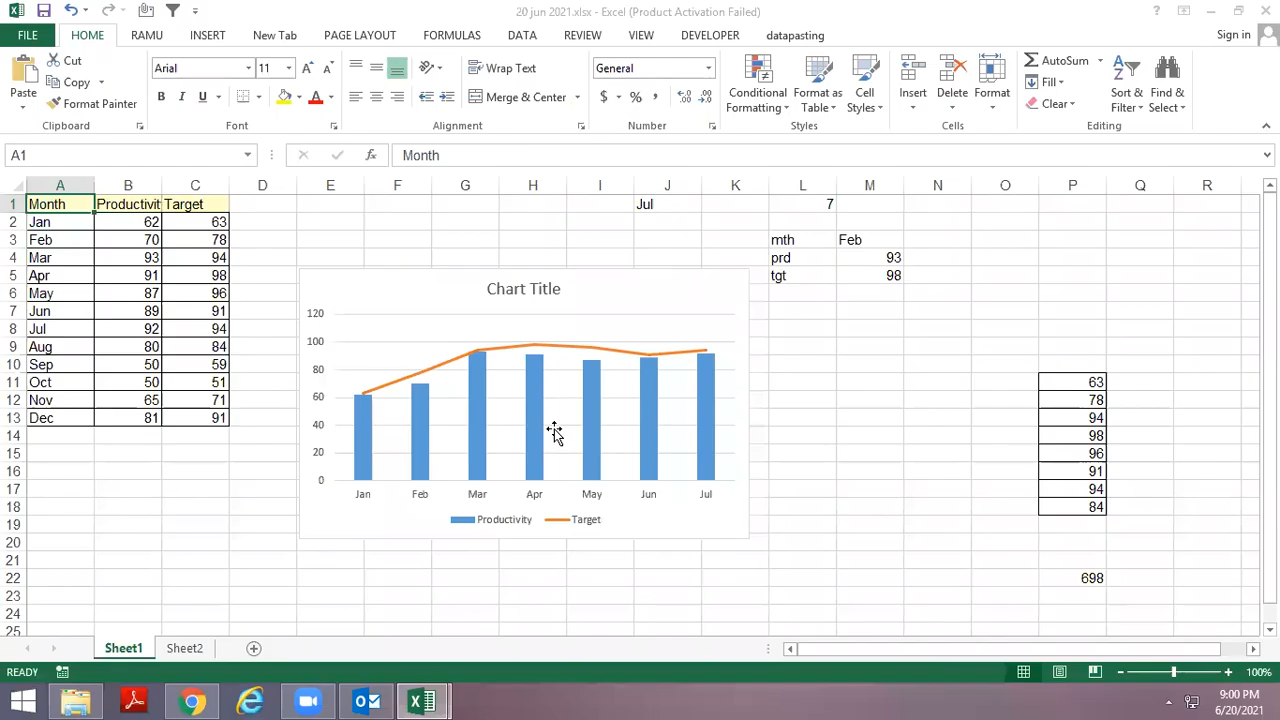 20 jun 2021.xlsx - Excel (Product Activation Failed)
FILE HOME RAMU INSERT New Tab PAGE LAYOUT FORMULAS DATA REVIEW VIEW DEVELOPER datapasting Sign in
Paste
Cut
Copy
Format Painter
Clipboard
Arial 11
B I U
Font
Wrap Text
Merge & Center
Alignment
General
$ % ,
Number
Conditional Formatting
Format as Table
Cell Styles
Styles
Insert
Delete
Format
Cells
AutoSum
Fill
Clear
Sort & Filter
Find & Select
Editing
A1 fx Month
A B C D E F G H I J K L M N O P Q R
1 Month Productivit Target Jul 7
2 Jan 62 63
3 Feb 70 78 mth Feb
4 Mar 93 94 prd 93
5 Apr 91 98 tgt 98
6 May 87 96
7 Jun 89 91
8 Jul 92 94
9 Aug 80 84
10 Sep 50 59
11 Oct 50 51 63
12 Nov 65 71 78
13 Dec 81 91 94
14 98
15 96
16 91
17 94
18 84
19
20
21
22 698
23
24
25
Chart Title
120
100
80
60
40
20
0
Jan Feb Mar Apr May Jun Jul
Productivity Target
Sheet1 Sheet2
READY 100%
9:00 PM
6/20/2021